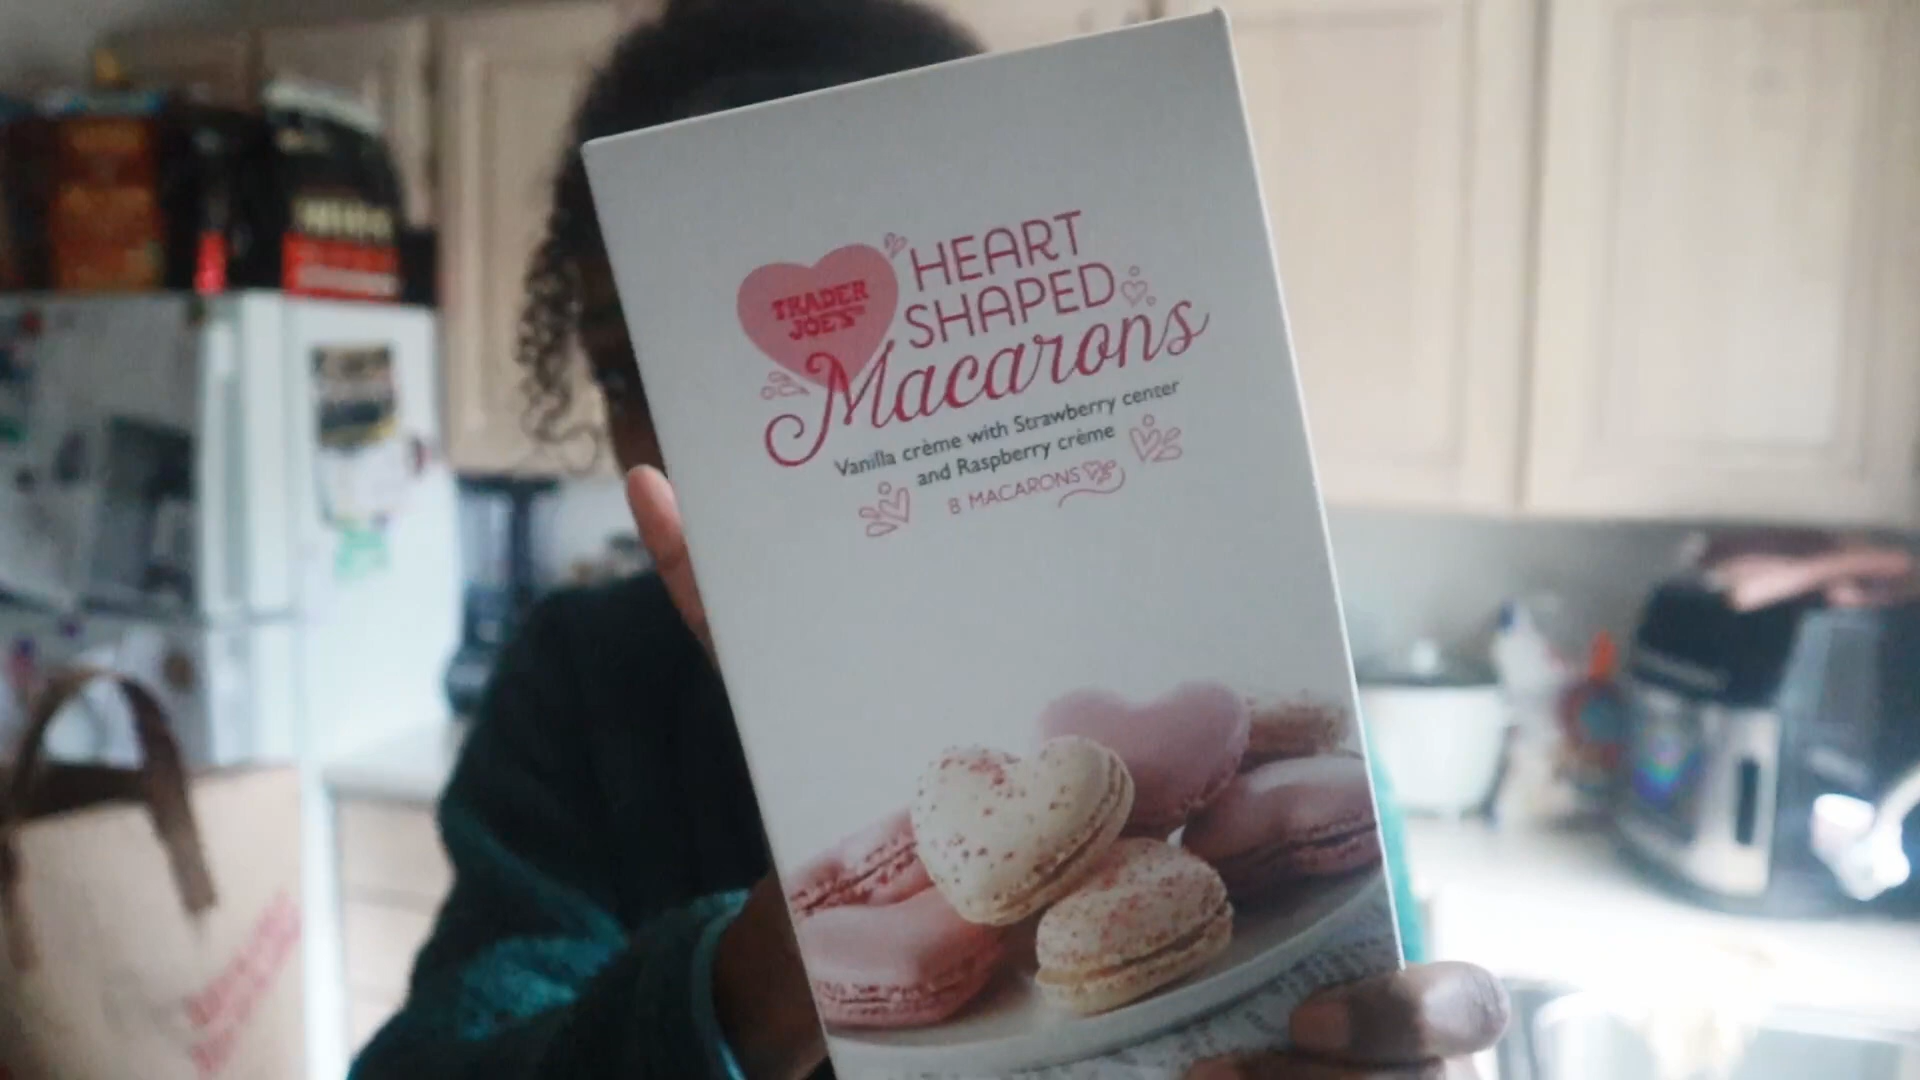 TRADER
JOE'S
HEART
SHAPED
Macarons
Vanilla crème with Strawberry center
and Raspberry crème
8 MACARONS